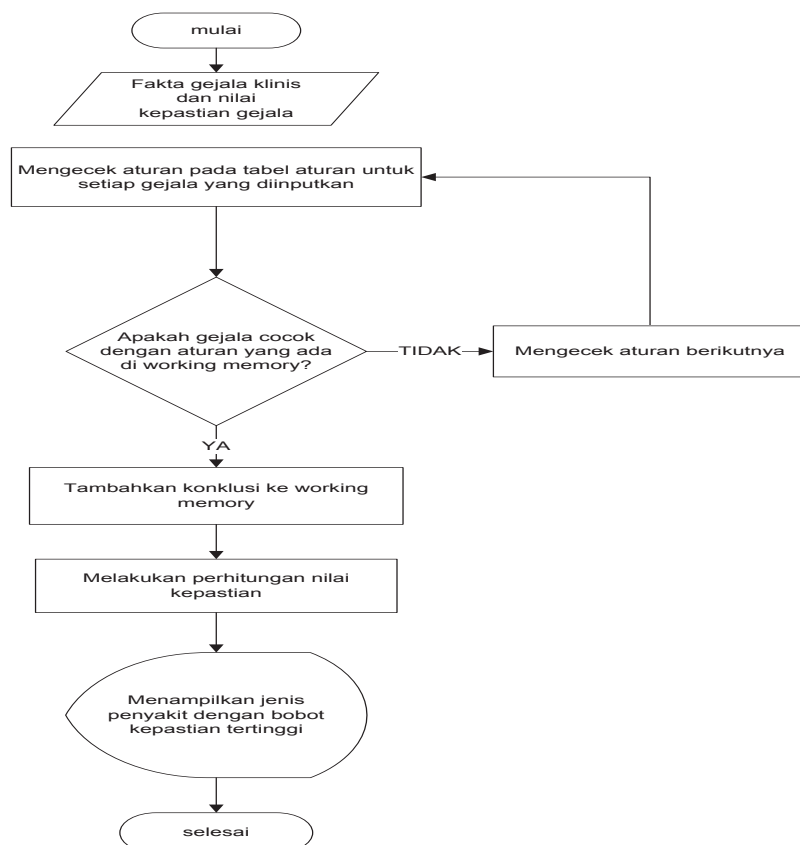 mulai
Fakta gejala klinis
dan nilai
kepastian gejala
Mengecek aturan pada tabel aturan untuk
setiap gejala yang diinputkan
Apakah gejala cocok
dengan aturan yang ada
di working memory?
TIDAK
Mengecek aturan berikutnya
YA
Tambahkan konklusi ke working
memory
Melakukan perhitungan nilai
kepastian
Menampilkan jenis
penyakit dengan bobot
kepastian tertinggi
selesai